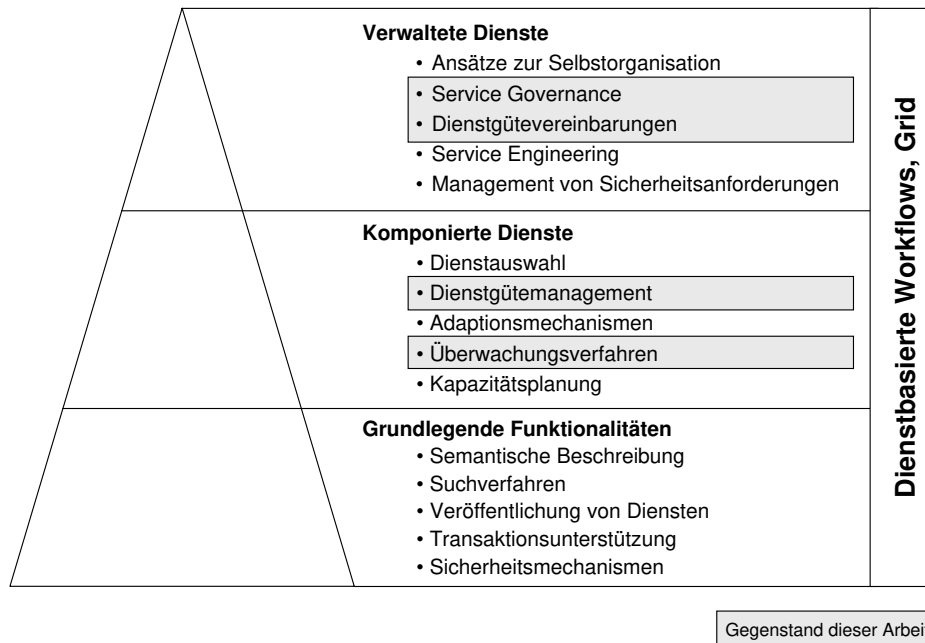 Verwaltete Dienste
• Ansätze zur Selbstorganisation
• Service Governance
• Dienstgütevereinbarungen
• Service Engineering
• Management von Sicherheitsanforderungen
Komponierte Dienste
• Dienstauswahl
• Dienstgütemanagement
• Adaptionsmechanismen
• Überwachungsverfahren
• Kapazitätsplanung
Grundlegende Funktionalitäten
• Semantische Beschreibung
• Suchverfahren
• Veröffentlichung von Diensten
• Transaktionsunterstützung
• Sicherheitsmechanismen
Dienstbasierte Workflows, Grid
Gegenstand dieser Arbei